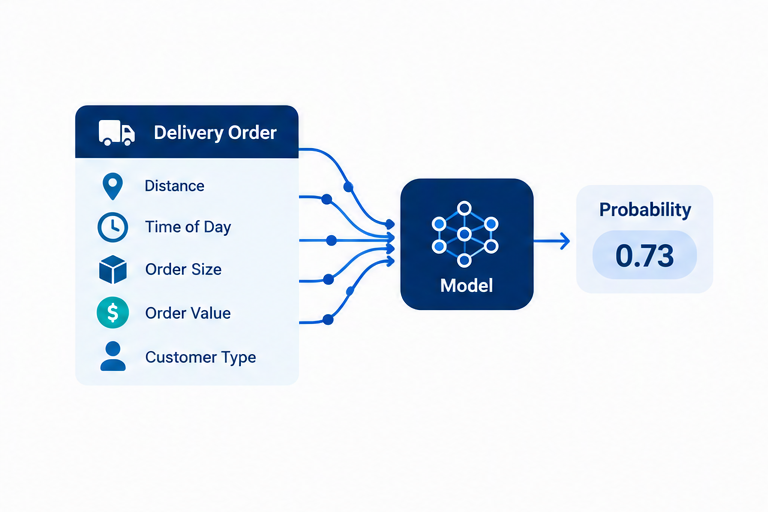 Delivery Order
Distance
Time of Day
Order Size
$
Order Value
Customer Type
Model
Probability
0.73